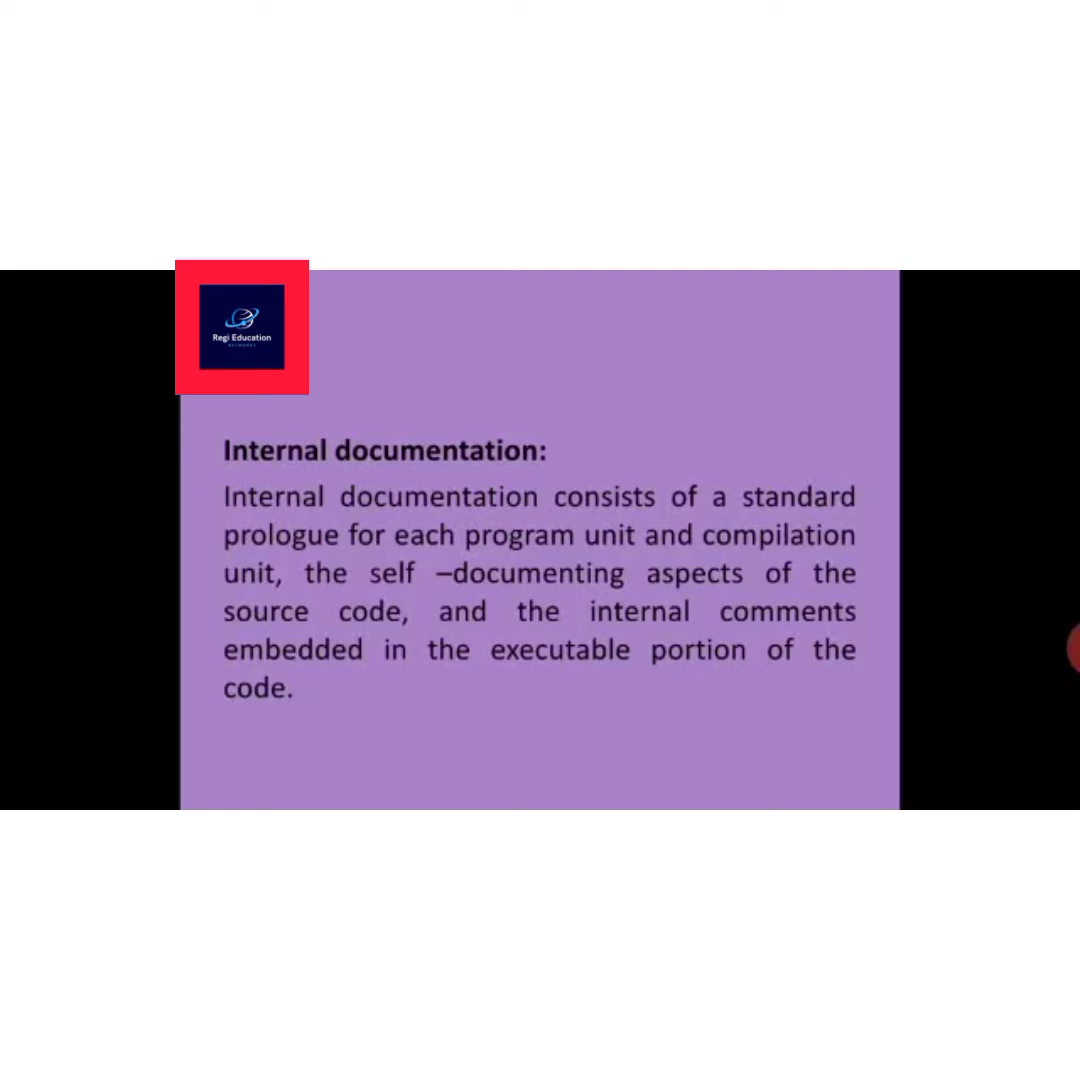 Regi Education
NETWORKS
Internal documentation:
Internal documentation consists of a standard
prologue for each program unit and compilation
unit, the self –documenting aspects of the
source code, and the internal comments
embedded in the executable portion of the
code.